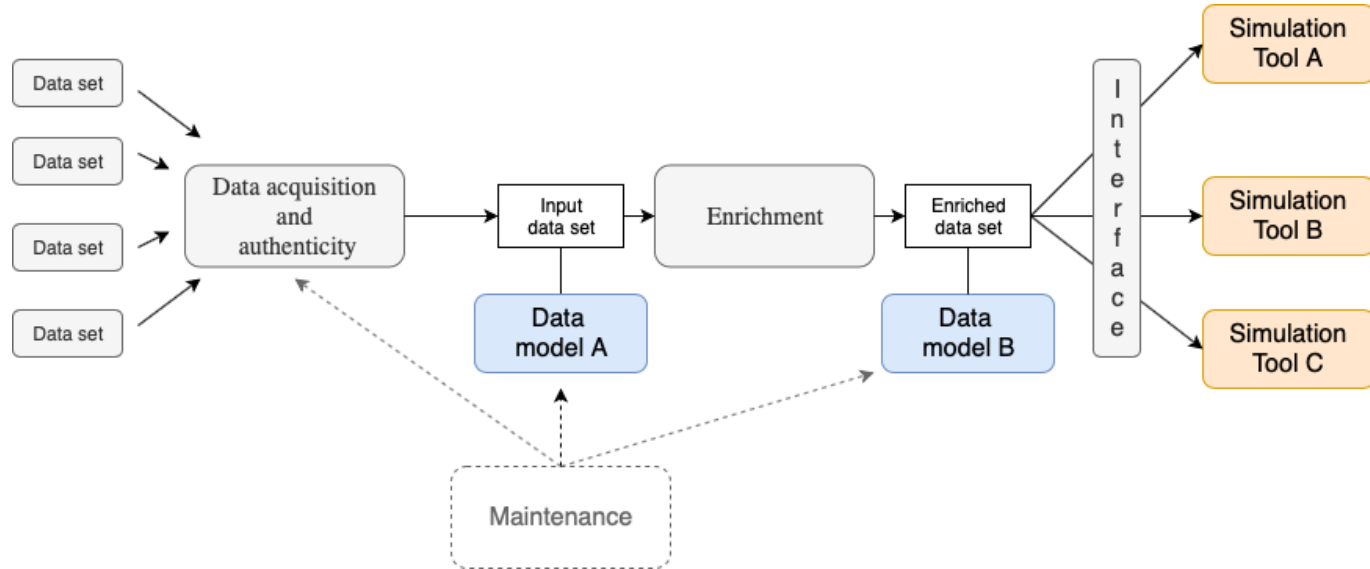 Data set
Data set
Data set
Data set
Data acquisition
and
authenticity
Input
data set
Data
model A
Enrichment
Enriched
data set
Data
model B
Interface
Simulation
Tool A
Simulation
Tool B
Simulation
Tool C
Maintenance